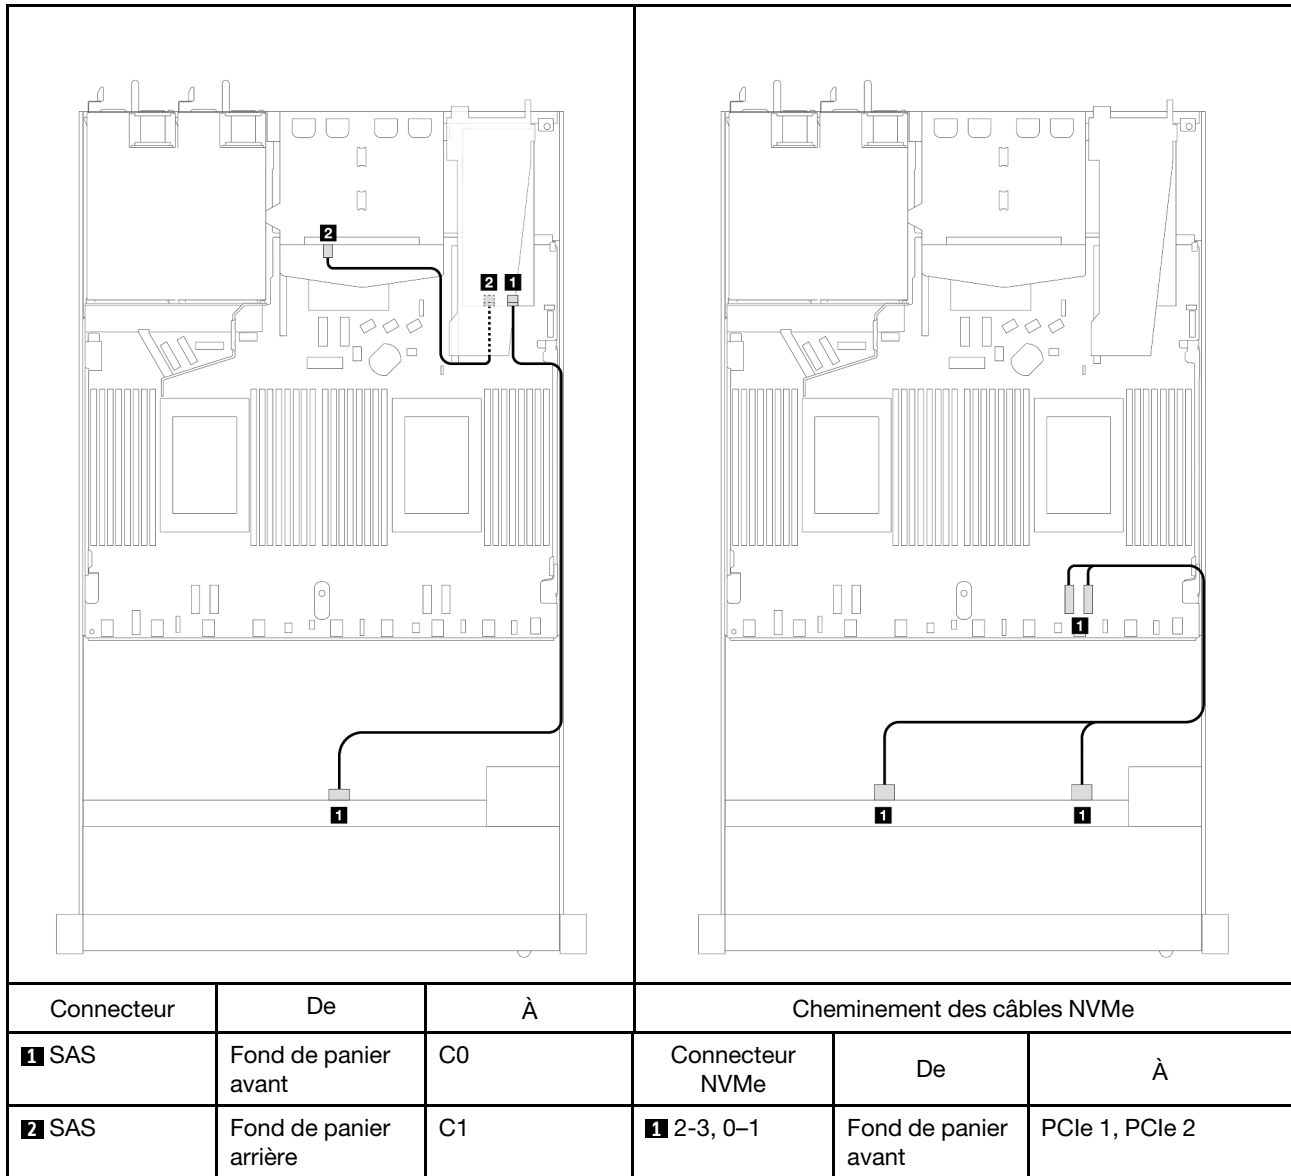 2
2 1
1
1
1 1
Connecteur De À Cheminement des câbles NVMe
1 SAS Fond de panier avant C0 Connecteur NVMe De À
2 SAS Fond de panier arrière C1 1 2-3, 0–1 Fond de panier avant PCIe 1, PCIe 2